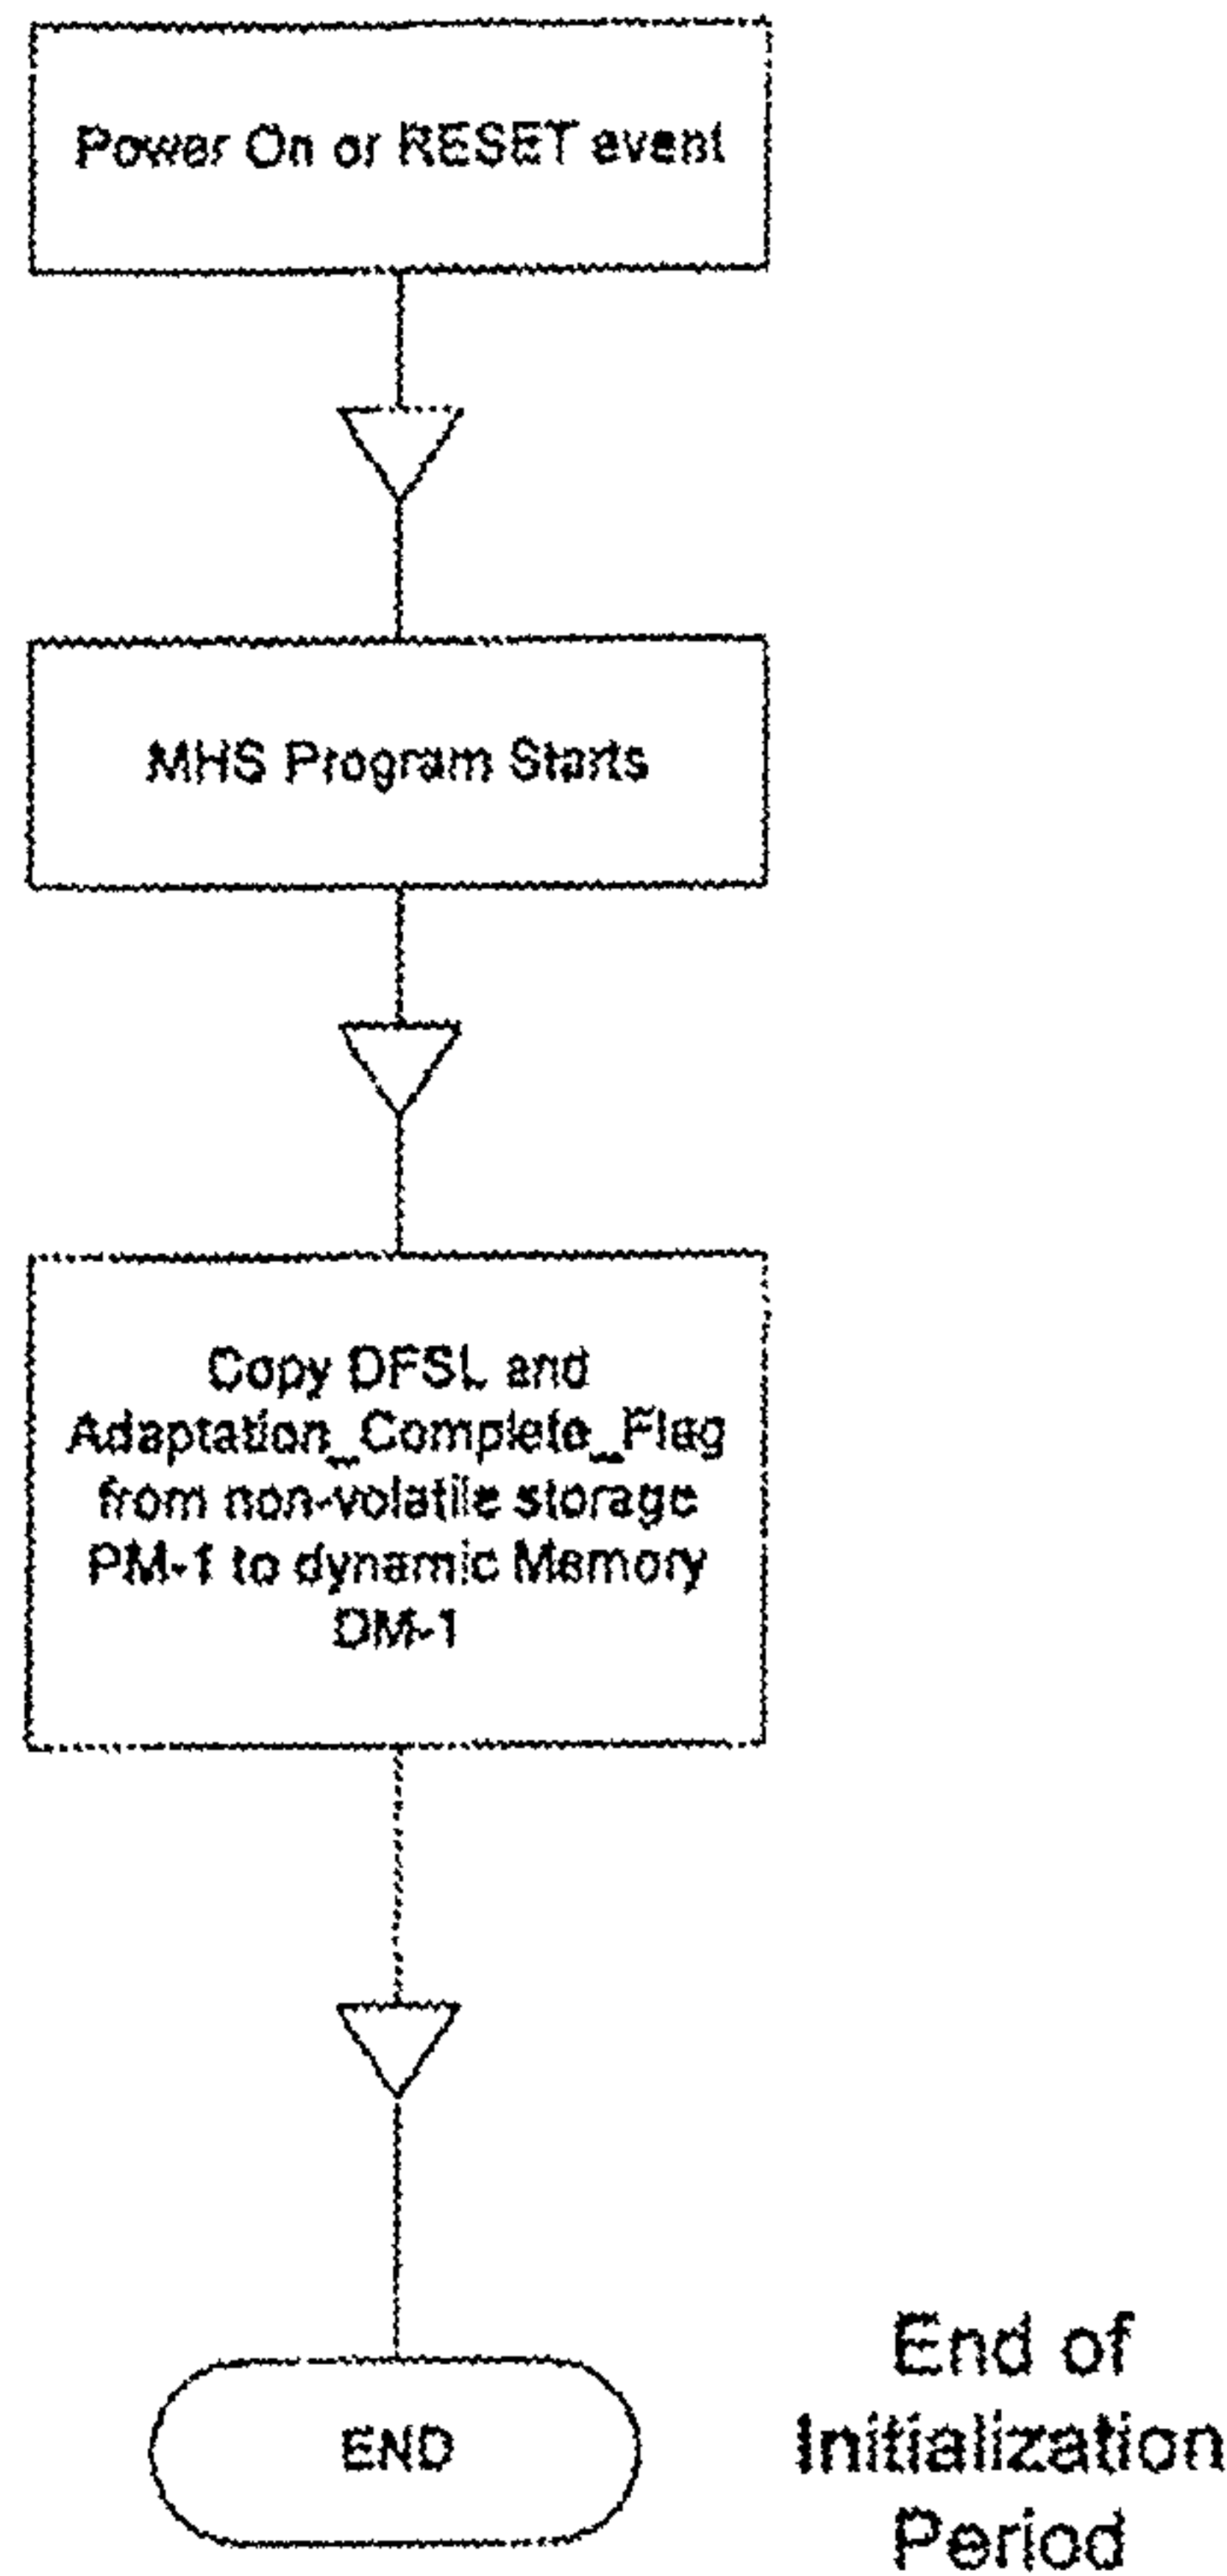 Power On or RESET event
MHS Program Starts
Copy DFSL and
Adaptation_Complete_Flag
from non-volatile storage
PM-1 to dynamic Memory
DM-1
END
End of
Initialization
Period